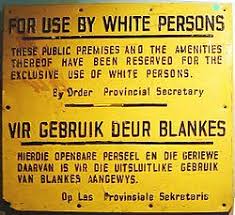 FOR USE BY WHITE PERSONS
THESE PUBLIC PREMISES AND THE AMENITIES
THEREOF HAVE BEEN RESERVED FOR THE
EXCLUSIVE USE OF WHITE PERSONS.
By Order Provincial Secretary
VIR GEBRUIK DEUR BLANKES
HIERDIE OPENBARE PERSEEL EN DIE GERIEWE
DAARVAN IS VIR DIE UITSLUITLIKE GEBRUIK
VAN BLANKES AANGEWYS.
Op Las Provinsiale Sekretaris